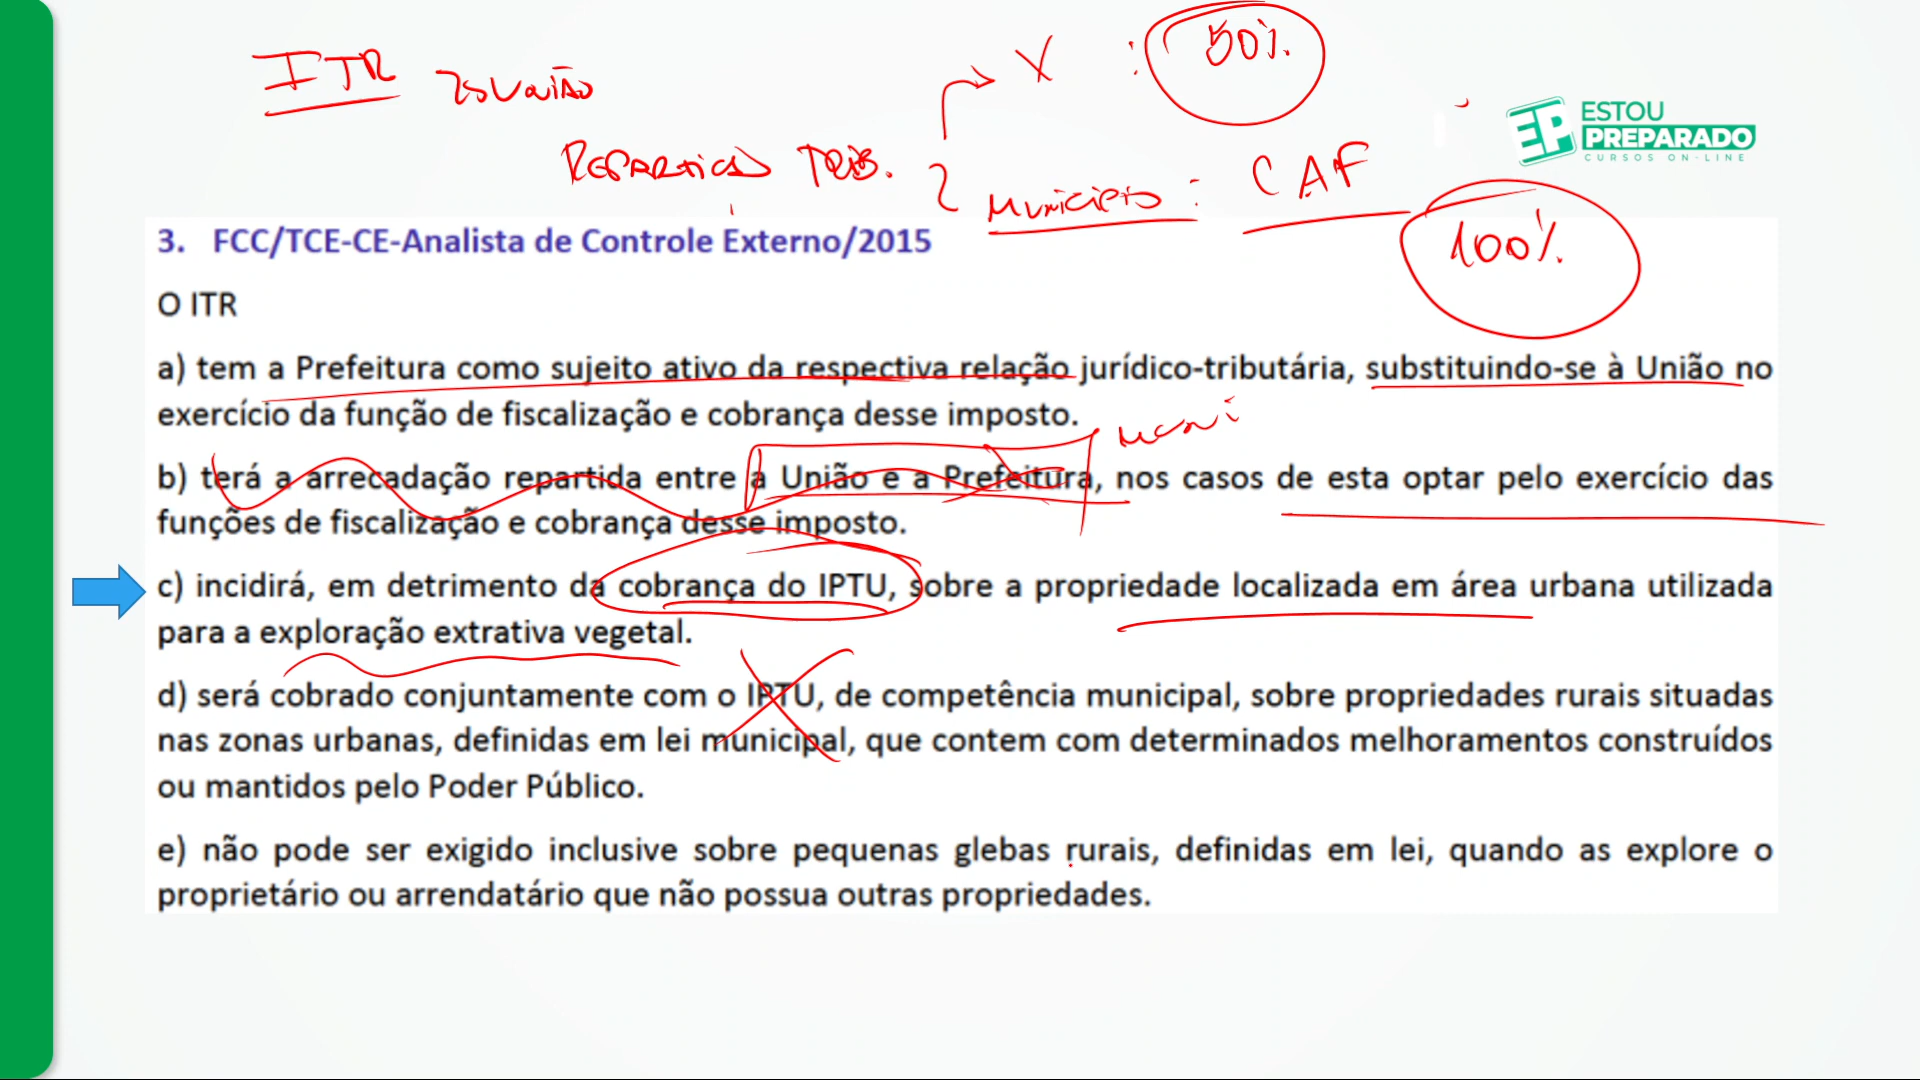 ITR União
X : 50%
REPARTIÇÃO TRIB.
MUNICÍPIO : CAF
100%
ESTOU
EP PREPARADO
CURSOS ON-LINE
3. FCC/TCE-CE-Analista de Controle Externo/2015
O ITR
a) tem a Prefeitura como sujeito ativo da respectiva relação jurídico-tributária, substituindo-se à União no
exercício da função de fiscalização e cobrança desse imposto.
b) terá a arrecadação repartida entre a União e a Prefeitura, nos casos de esta optar pelo exercício das
funções de fiscalização e cobrança desse imposto.
c) incidirá, em detrimento da cobrança do IPTU, sobre a propriedade localizada em área urbana utilizada
para a exploração extrativa vegetal.
d) será cobrado conjuntamente com o IPTU, de competência municipal, sobre propriedades rurais situadas
nas zonas urbanas, definidas em lei municipal, que contem com determinados melhoramentos construídos
ou mantidos pelo Poder Público.
e) não pode ser exigido inclusive sobre pequenas glebas rurais, definidas em lei, quando as explore o
proprietário ou arrendatário que não possua outras propriedades.